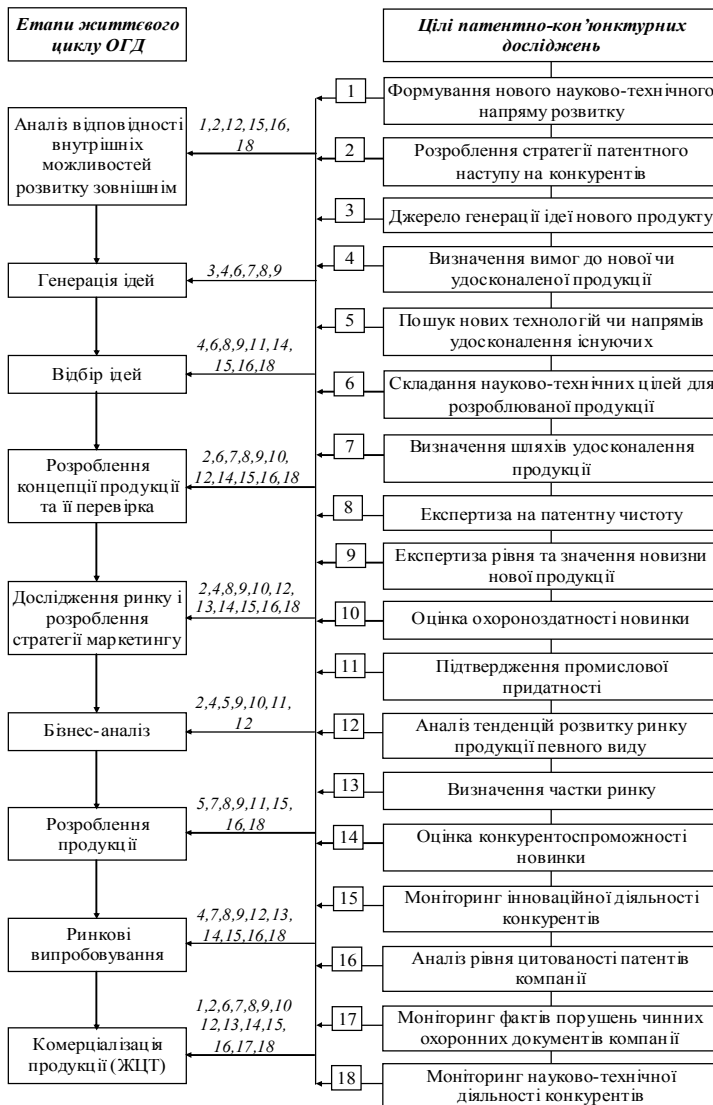 Етапи життєвого
циклу ОГД
Аналіз відповідності
внутрішніх
можливостей
розвитку зовнішнім
1,2,12,15,16,
18
Генерація ідей
3,4,6,7,8,9
Відбір ідей
4,6,8,9,11,14,
15,16,18
Розроблення
концепції продукції
та її перевірка
2,6,7,8,9,10,
12,14,15,16,18
Дослідження ринку і
розроблення
стратегії маркетингу
2,4,8,9,10,12,
13,14,15,16,18
Бізнес-аналіз
2,4,5,9,10,11,
12
Розроблення
продукції
5,7,8,9,11,15,
16,18
Ринкові
випробовування
4,7,8,9,12,13,
14,15,16,18
Комерціалізація
продукції (ЖЦТ)
1,2,6,7,8,9,10
12,13,14,15,
16,17,18
Цілі патентно-кон’юнктурних
досліджень
1
Формування нового науково-технічного
напряму розвитку
2
Розроблення стратегії патентного
наступу на конкурентів
3
Джерело генерації ідеї нового продукту
4
Визначення вимог до нової чи
удосконаленої продукції
5
Пошук нових технологій чи напрямів
удосконалення існуючих
6
Складання науково-технічних цілей для
розроблюваної продукції
7
Визначення шляхів удосконалення
продукції
8
Експертиза на патентну чистоту
9
Експертиза рівня та значення новизни
нової продукції
10
Оцінка охороноздатності новинки
11
Підтвердження промислової
придатності
12
Аналіз тенденцій розвитку ринку
продукції певного виду
13
Визначення частки ринку
14
Оцінка конкурентоспроможності
новинки
15
Моніторинг інноваційної діяльності
конкурентів
16
Аналіз рівня цитованості патентів
компанії
17
Моніторинг фактів порушень чинних
охоронних документів компанії
18
Моніторинг науково-технічної
діяльності конкурентів